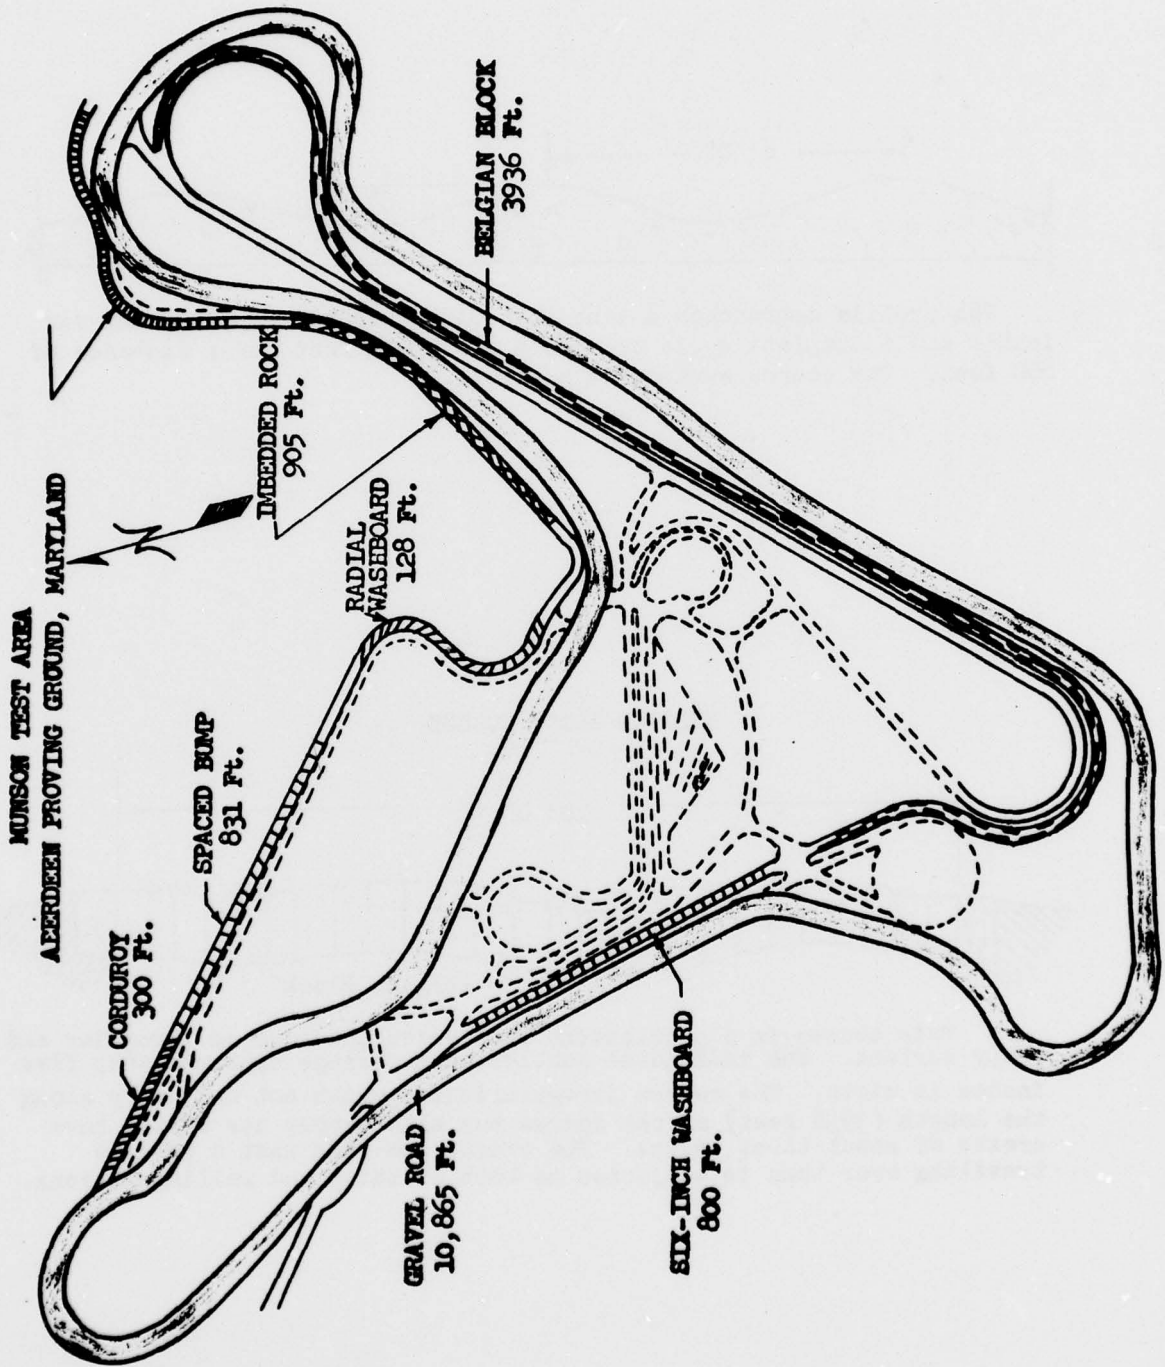 MUNSON TEST AREA
ABERDEEN PROVING GROUND, MARYLAND
N
CORDUROY
300 Ft.
SPACED BUMP
831 Ft.
RADIAL
WASHBOARD
128 Ft.
IMBEDDED ROCK
905 Ft.
BELGIAN BLOCK
3936 Ft.
GRAVEL ROAD
10,865 Ft.
SIX-INCH WASHBOARD
800 Ft.